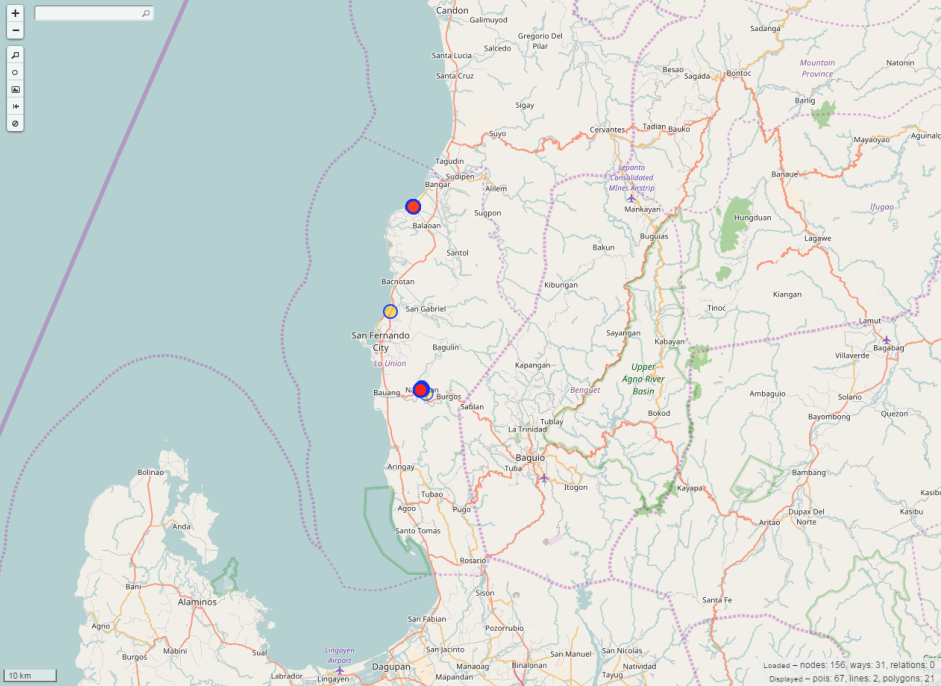 Candon
Galimuyod
Gregorio Del
Pilar
Sadanga
Santa Lucia
Salcedo
Besao
Sagada
Bontoc
Mountain
Province
Natonin
Santa Cruz
Sigay
Barlig
Suyo
Cervantes
Tadian
Bauko
Mayaoyao
Tagudin
Sudipen
Bangar
Alilem
Lepanto
Consolidated
Mines Airstrip
Banaue
Mankayan
Ifugao
Sugpon
Hungduan
Balaoan
Buguias
Lagawe
Santol
Bakun
Bacnotan
Kibungan
Kiangan
San Gabriel
Tinoc
Lamut
San Fernando
City
Sayangan
Kabayan
Bagabag
Bagulin
Villaverde
La Union
Kapangan
Upper
Agno River
Basin
Benguet
Bauang
Burgos
Ambaguio
Solano
Sablan
Bokod
Bayombong
Quezon
Tublay
La Trinidad
Baguio
Tuba
Aringay
Bolinao
Itogon
Kayapa
Bambang
Tubao
Agoo
Pugo
Dupax Del
Norte
Kasibu
Anda
Santo Tomas
Aritao
Rosario
Bani
Sison
Alaminos
Santa Fe
Agno
San Fabian
Pozorrubio
Burgos
Mabini
Sual
Lingayen
Airport
San Jacinto
San Manuel
San Nicolas
Labrador
Lingayen
Dagupan
Mapandan
Manaoag
Binalonan
Natividad
Tayug
10 km
Loaded – nodes: 156, ways: 31, relations: 0
Displayed – pois: 67, lines: 2, polygons: 21